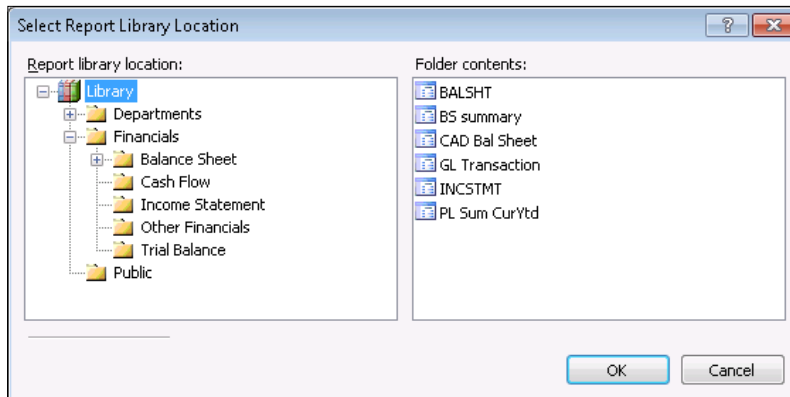 Select Report Library Location
Report library location:
Library
Departments
Financials
Balance Sheet
Cash Flow
Income Statement
Other Financials
Trial Balance
Public
Folder contents:
BALSHT
BS summary
CAD Bal Sheet
GL Transaction
INCSTMT
PL Sum CurYtd
OK
Cancel